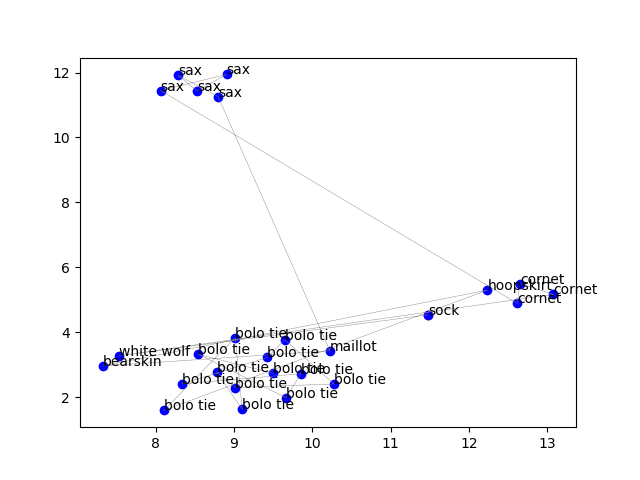 12
sax
sax
sax
sax
sax
10
8
6
cornet
hoopskirt
cornet
cornet
sock
4
bolo tie
bolo tie
maillot
white wolf
bolo tie
bolo tie
bearskin
bolo tie
bolo tie
bolo tie
bolo tie
bolo tie
bolo tie
2
bolo tie
bolo tie
bolo tie
8
9
10
11
12
13